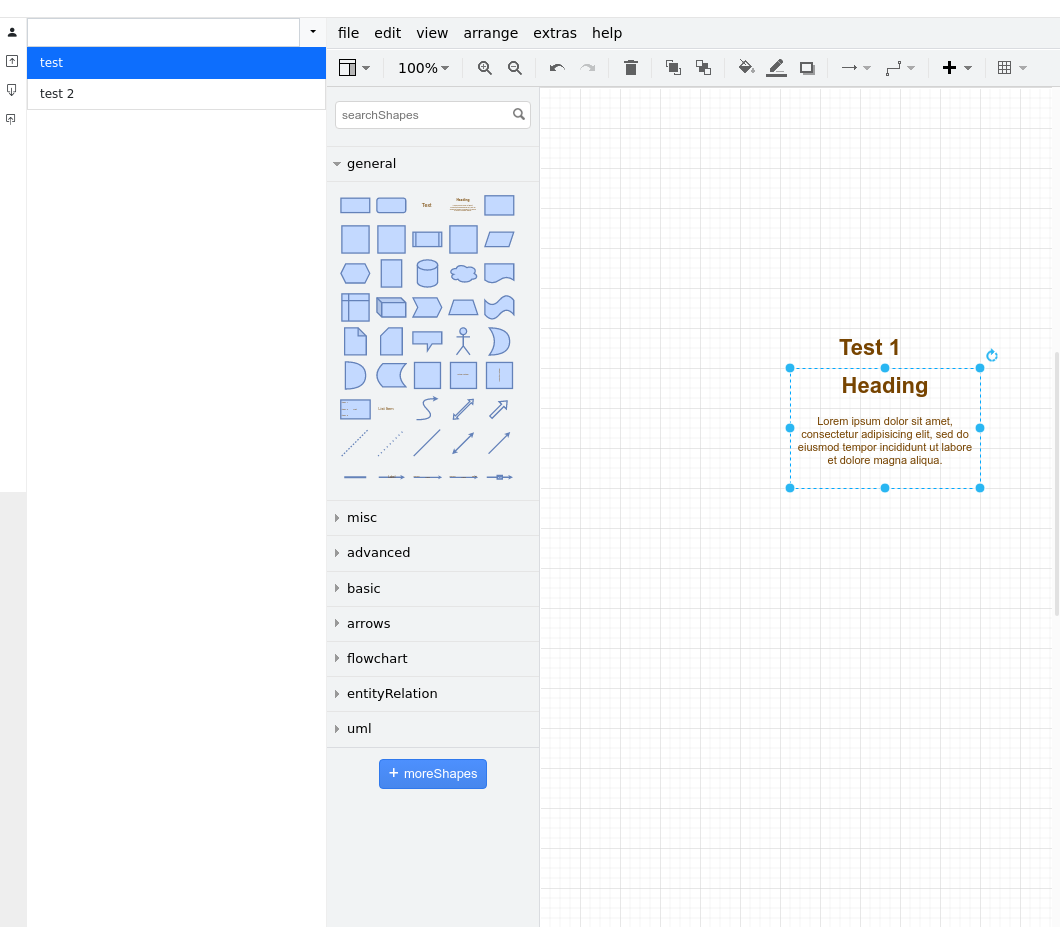 test
test 2
file edit view arrange extras help
100%
searchShapes
general
Text
Heading
List Item
misc
advanced
basic
arrows
flowchart
entityRelation
uml
+ moreShapes
Test 1
Heading
Lorem ipsum dolor sit amet,
consectetur adipisicing elit, sed do
eiusmod tempor incididunt ut labore
et dolore magna aliqua.